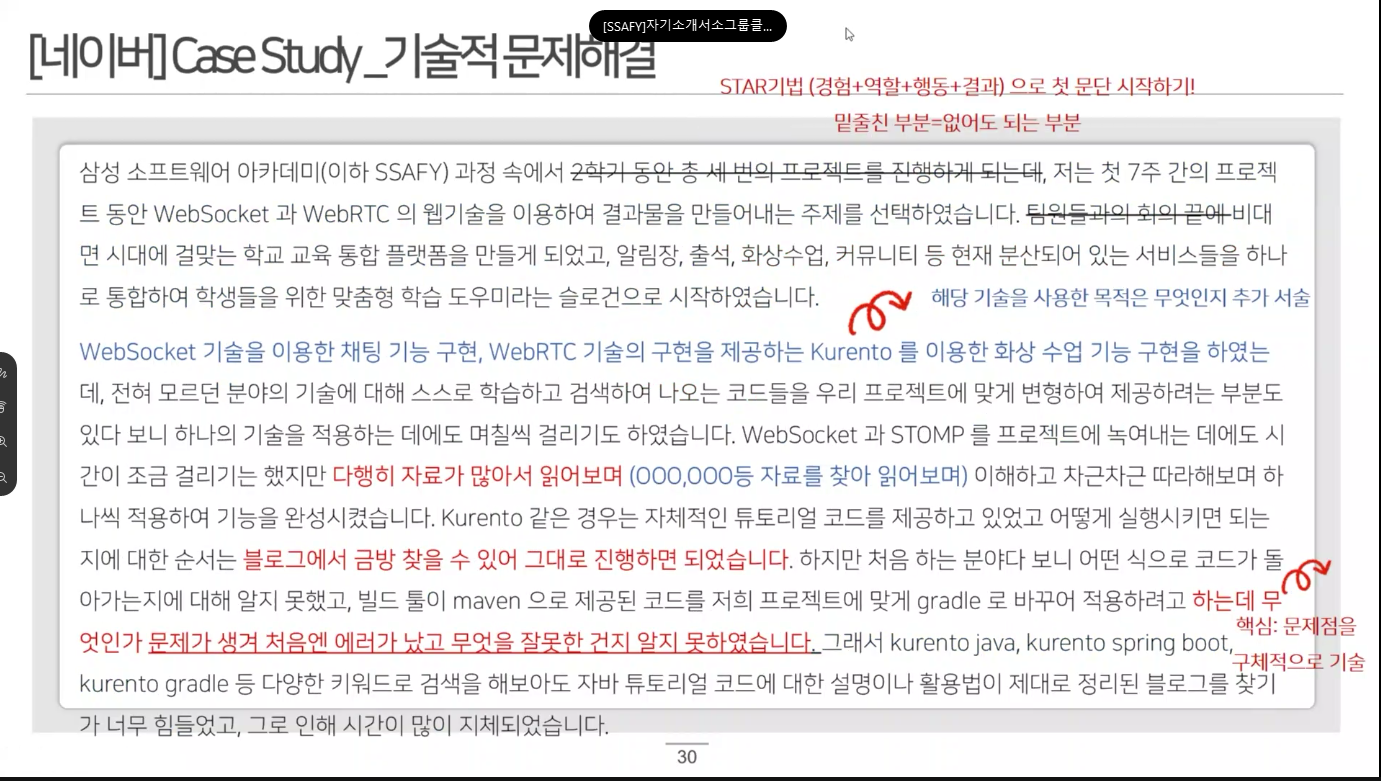 [SSAFY]자기소개서소그룹클...
[네이버] Case Study _기술적 문제해결
STAR기법 (경험+역할+행동+결과) 으로 첫 문단 시작하기!
밑줄친 부분=없어도 되는 부분
삼성 소프트웨어 아카데미(이하 SSAFY) 과정 속에서 2학기 동안 총 세 번의 프로젝트를 진행하게 되는데, 저는 첫 7주 간의 프로젝
트 동안 WebSocket 과 WebRTC 의 웹기술을 이용하여 결과물을 만들어내는 주제를 선택하였습니다. 팀원들과의 회의 끝에 비대
면 시대에 걸맞는 학교 교육 통합 플랫폼을 만들게 되었고, 알림장, 출석, 화상수업, 커뮤니티 등 현재 분산되어 있는 서비스들을 하나
로 통합하여 학생들을 위한 맞춤형 학습 도우미라는 슬로건으로 시작하였습니다.
해당 기술을 사용한 목적은 무엇인지 추가 서술
WebSocket 기술을 이용한 채팅 기능 구현, WebRTC 기술의 구현을 제공하는 Kurento 를 이용한 화상 수업 기능 구현을 하였는
데, 전혀 모르던 분야의 기술에 대해 스스로 학습하고 검색하여 나오는 코드들을 우리 프로젝트에 맞게 변형하여 제공하려는 부분도
있다 보니 하나의 기술을 적용하는 데에도 며칠씩 걸리기도 하였습니다. WebSocket 과 STOMP 를 프로젝트에 녹여내는 데에도 시
간이 조금 걸리기는 했지만 다행히 자료가 많아서 읽어보며 (000,000등 자료를 찾아 읽어보며) 이해하고 차근차근 따라해보며 하
나씩 적용하여 기능을 완성시켰습니다. Kurento 같은 경우는 자체적인 튜토리얼 코드를 제공하고 있었고 어떻게 실행시키면 되는
지에 대한 순서는 블로그에서 금방 찾을 수 있어 그대로 진행하면 되었습니다. 하지만 처음 하는 분야다 보니 어떤 식으로 코드가 돌
아가는지에 대해 알지 못했고, 빌드 툴이 maven 으로 제공된 코드를 저희 프로젝트에 맞게 gradle 로 바꾸어 적용하려고 하는데 무
엇인가 문제가 생겨 처음엔 에러가 났고 무엇을 잘못한 건지 알지 못하였습니다. 그래서 kurento java, kurento spring boot,
kurento gradle 등 다양한 키워드로 검색을 해보아도 자바 튜토리얼 코드에 대한 설명이나 활용법이 제대로 정리된 블로그를 찾기
가 너무 힘들었고, 그로 인해 시간이 많이 지체되었습니다.
핵심: 문제점을
구체적으로 기술
30